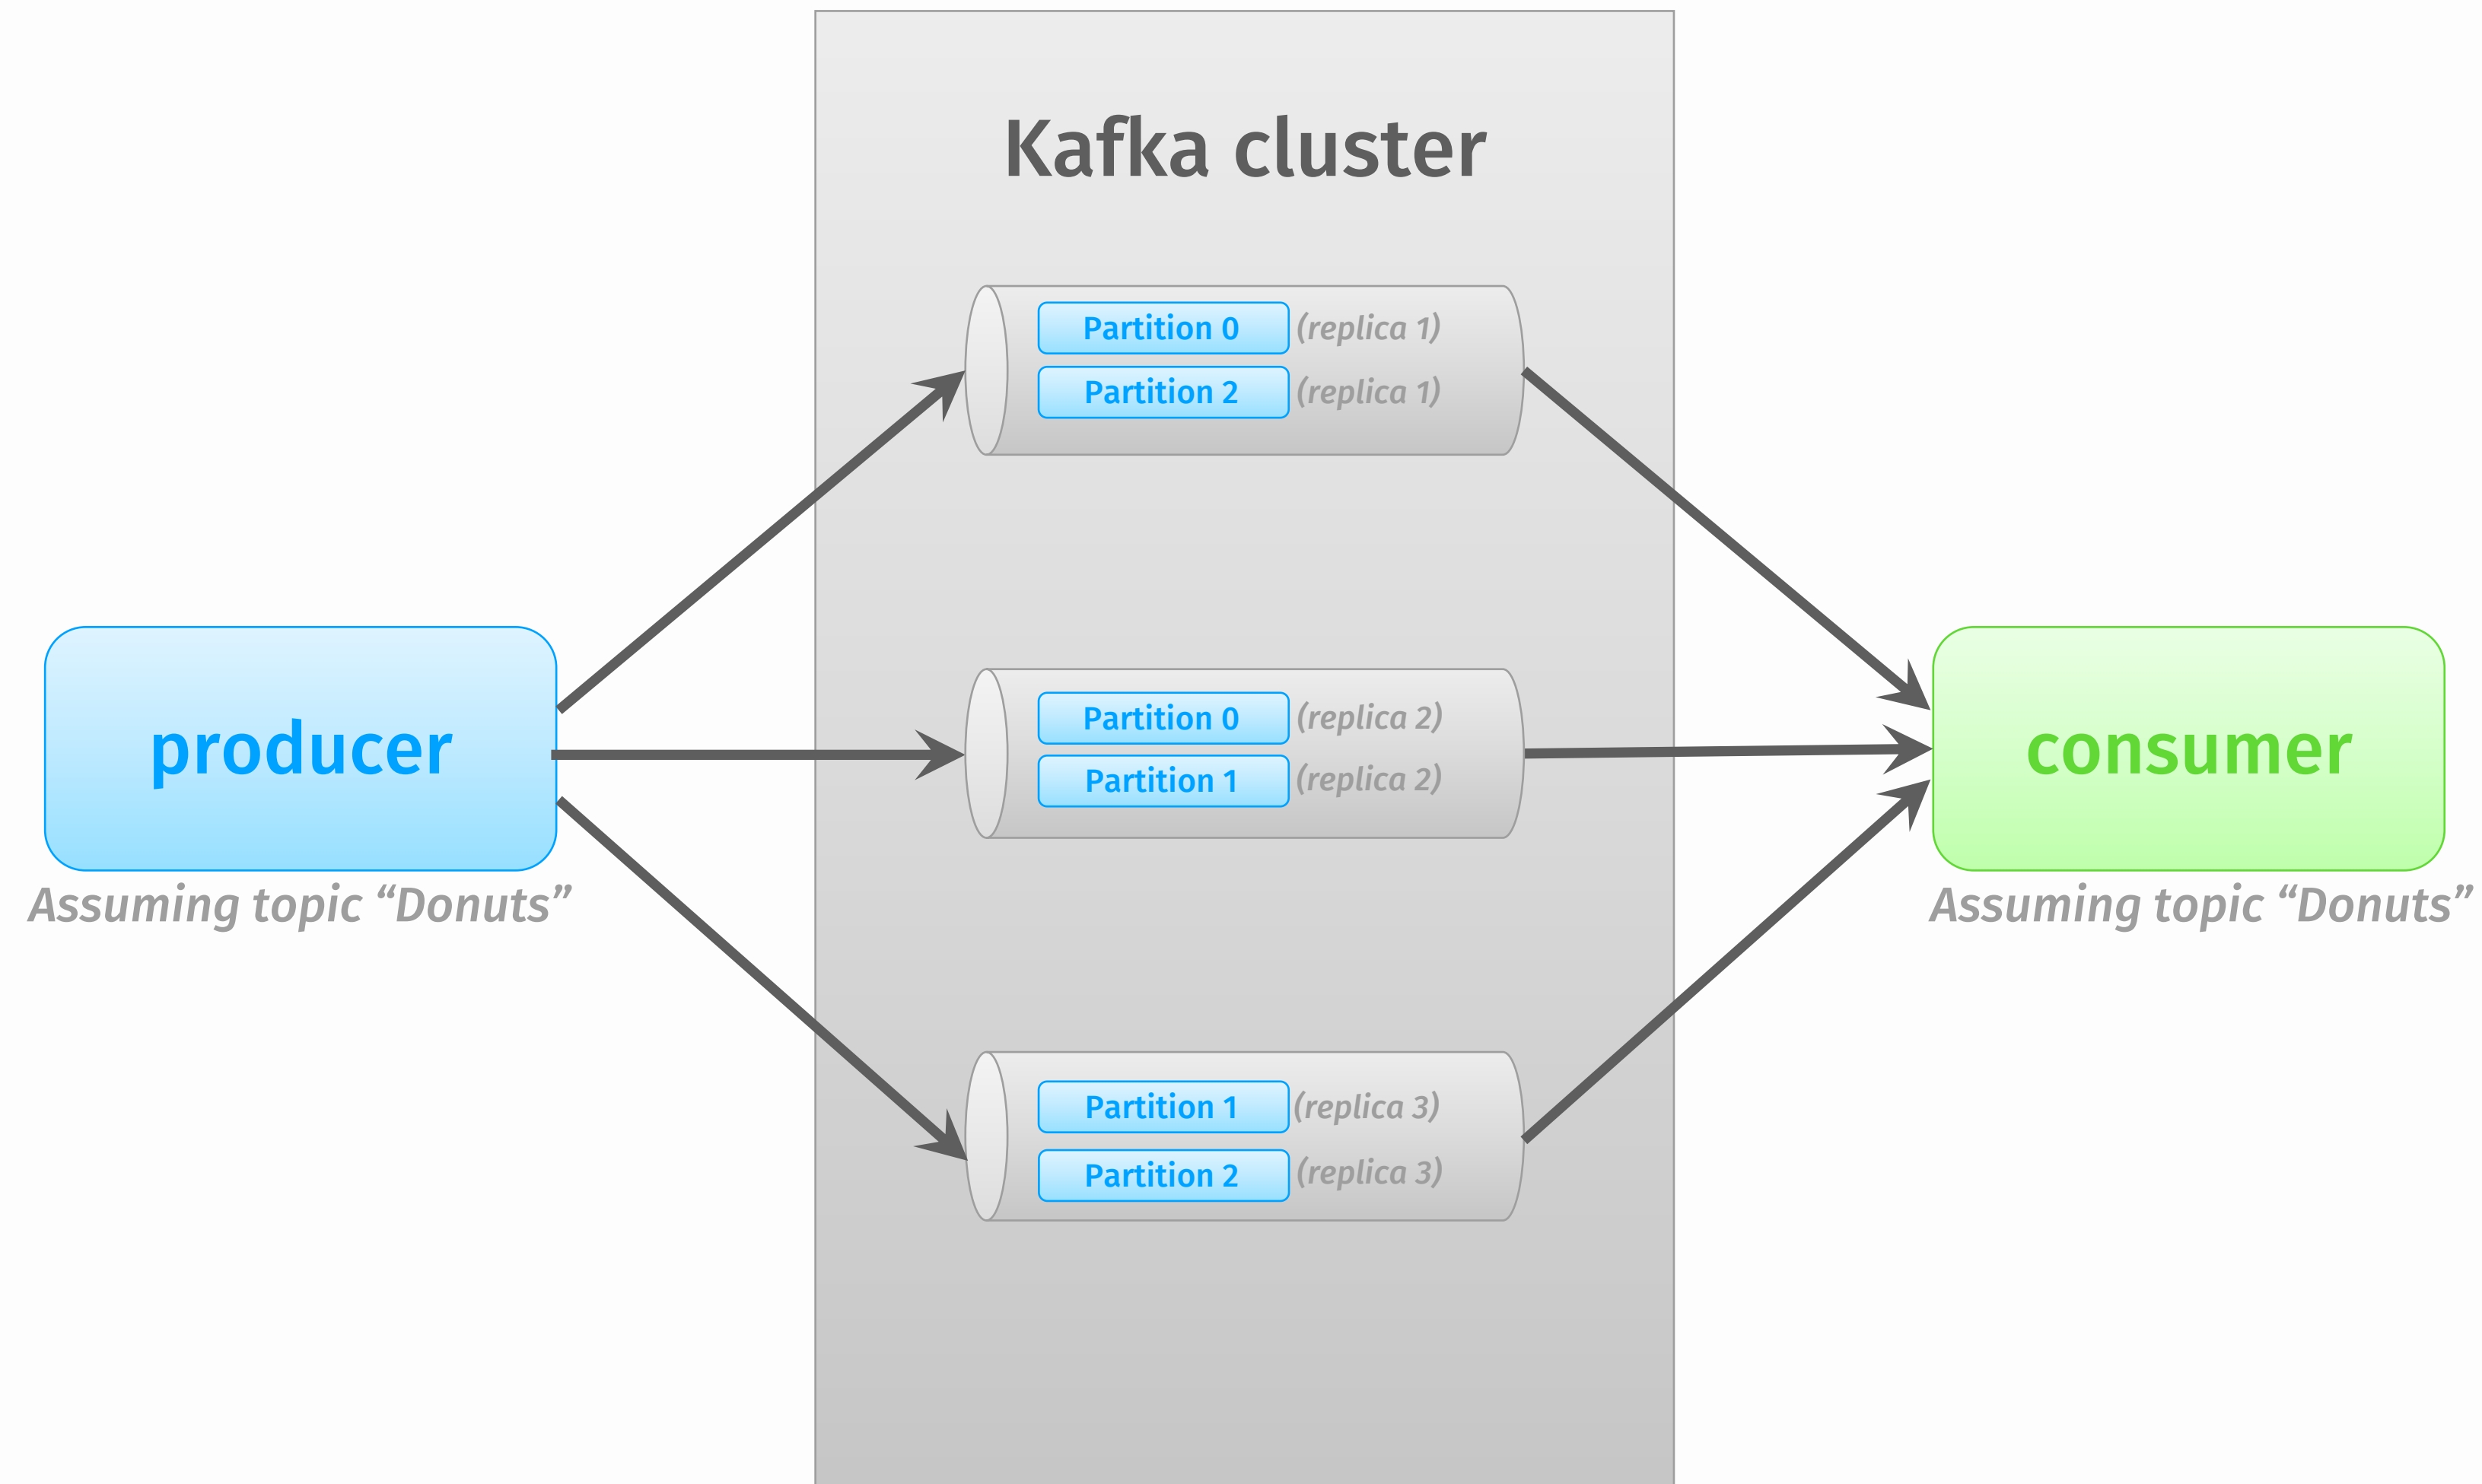 Kafka cluster
Partition 0 (replica 1)
Partition 2 (replica 1)
producer
Assuming topic “Donuts”
Partition 0 (replica 2)
Partition 1 (replica 2)
consumer
Assuming topic “Donuts”
Partition 1 (replica 3)
Partition 2 (replica 3)